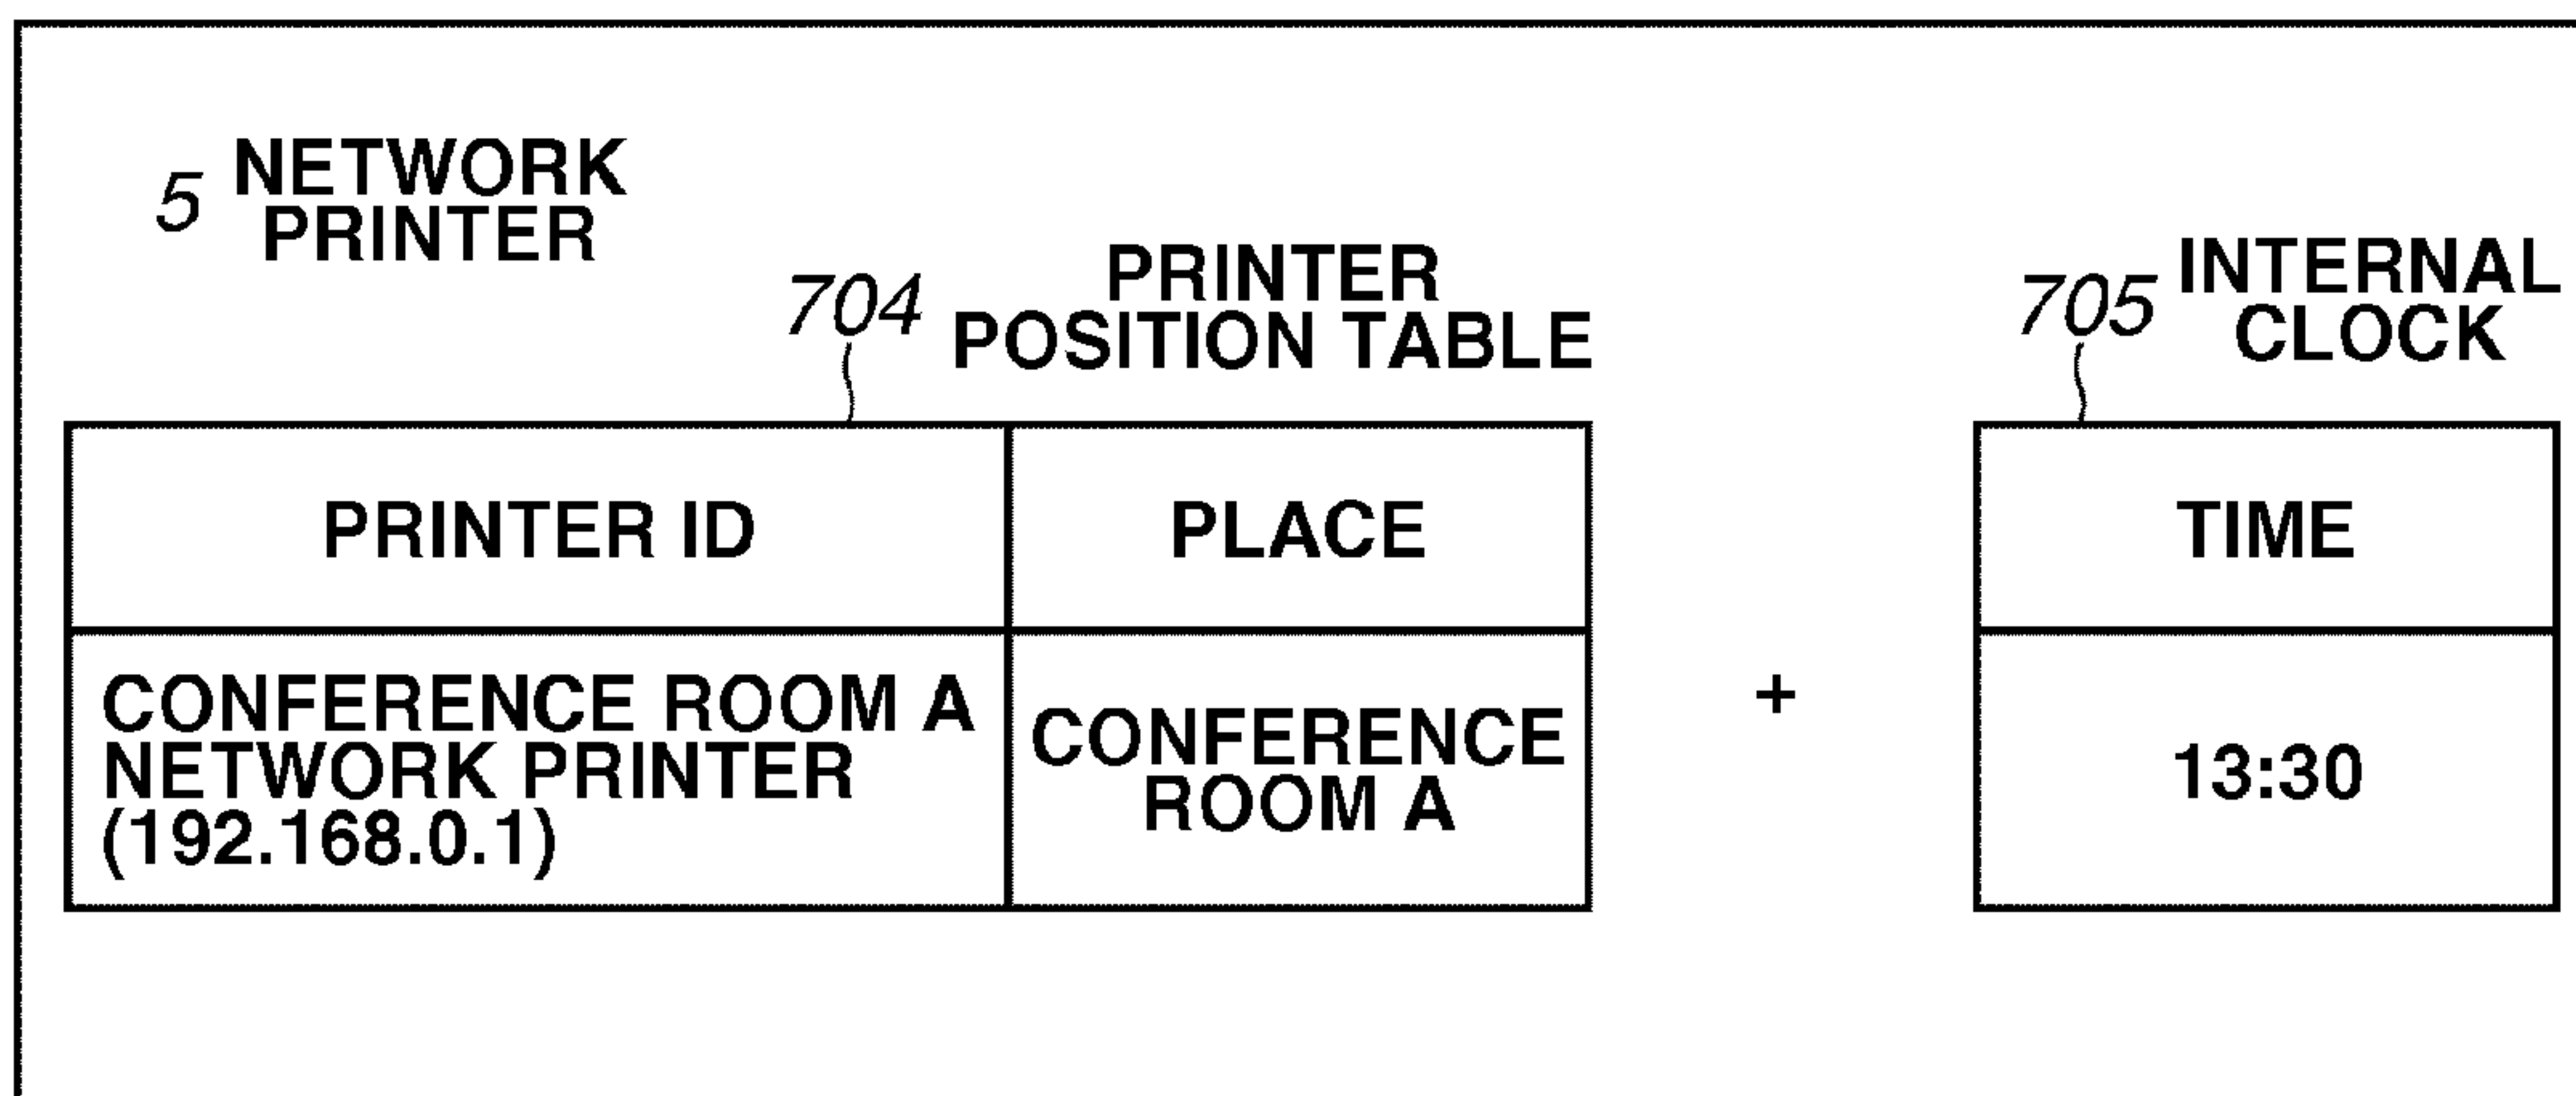 5 NETWORK
PRINTER
704
PRINTER
POSITION TABLE
705
INTERNAL
CLOCK
PRINTER ID
PLACE
TIME
CONFERENCE ROOM A
NETWORK PRINTER
(192.168.0.1)
CONFERENCE
ROOM A
+
13:30